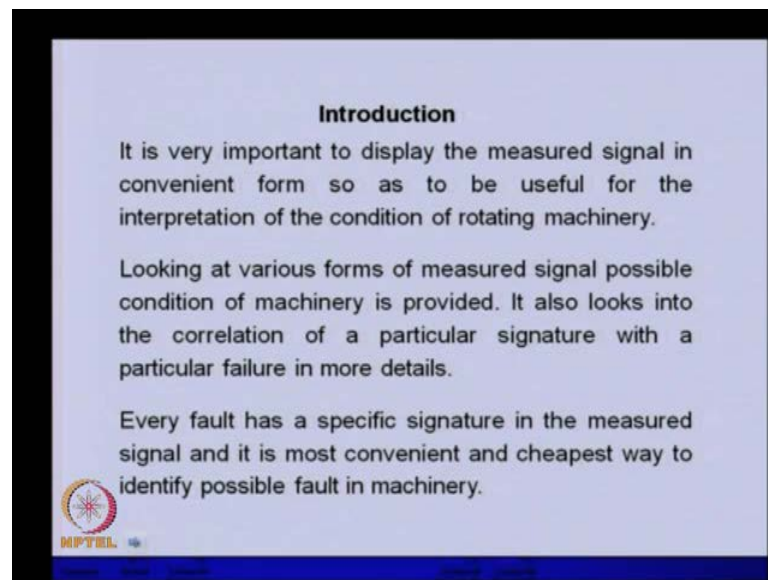 Introduction
It is very important to display the measured signal in
convenient form so as to be useful for the
interpretation of the condition of rotating machinery.
Looking at various forms of measured signal possible
condition of machinery is provided. It also looks into
the correlation of a particular signature with a
particular failure in more details.
Every fault has a specific signature in the measured
signal and it is most convenient and cheapest way to
identify possible fault in machinery.
NPTEL